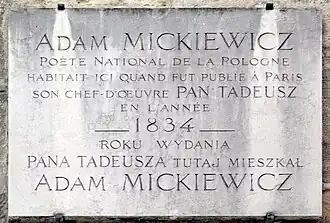 ADAM MICKIEWICZ
POÈTE NATIONAL DE LA POLOGNE
HABITAIT ICI QUAND FUT PUBLIÉ À PARIS
SON CHEF-D'ŒUVRE PAN TADEUSZ
EN L'ANNÉE
1834
ROKU WYDANIA
PANA TADEUSZA TUTAJ MIESZKAŁ
ADAM MICKIEWICZ